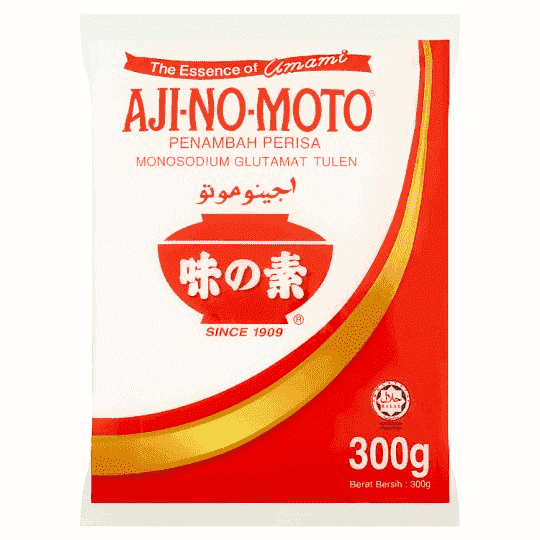 The Essence of Umami
AJI-NO-MOTO®
PENAMBAH PERISA
MONOSODIUM GLUTAMAT TULEN
اجينوموتو
味の素
®
SINCE 1909
حلال
300g
Berat Bersih : 300g